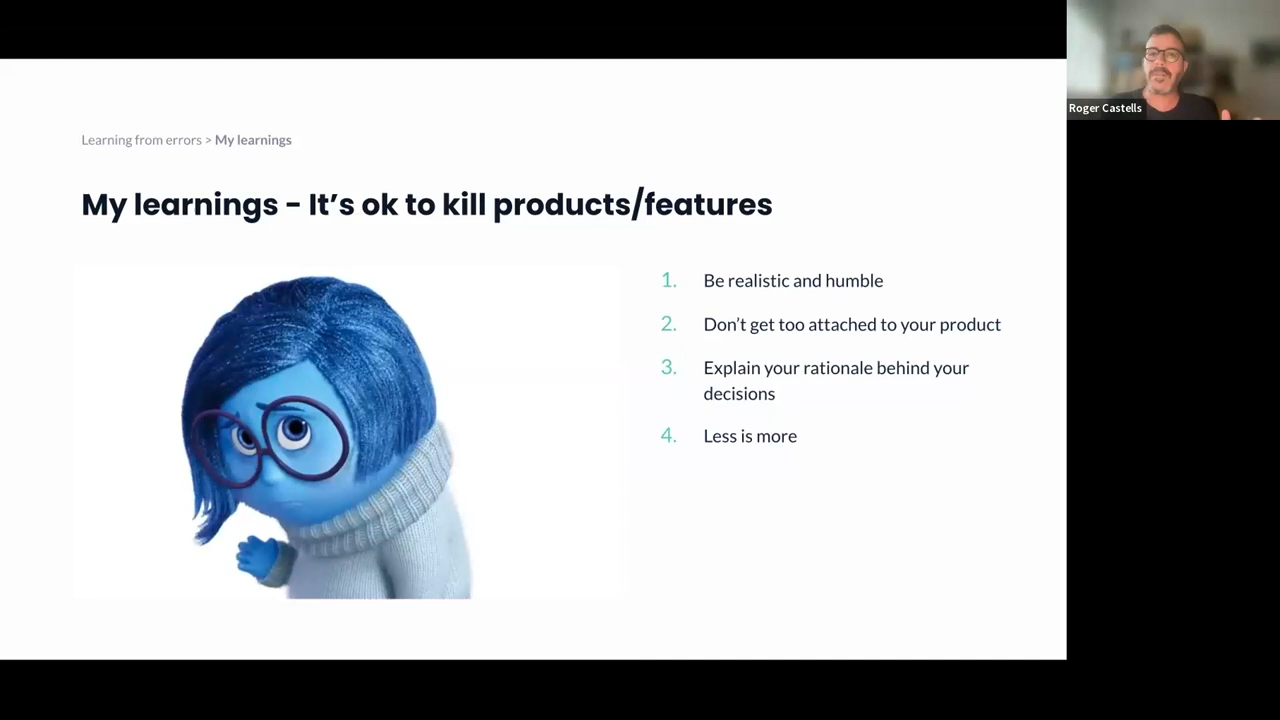 Roger Castells
Learning from errors > My learnings
My learnings - It’s ok to kill products/features
1. Be realistic and humble
2. Don’t get too attached to your product
3. Explain your rationale behind your
decisions
4. Less is more